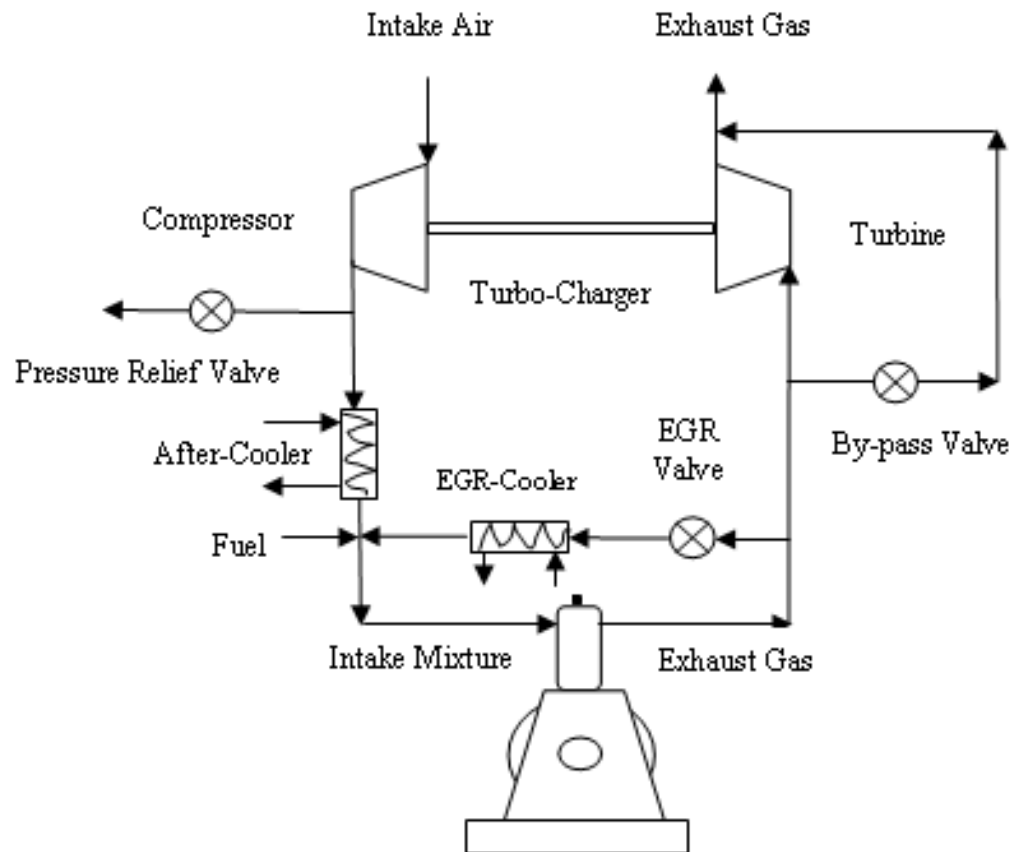 Intake Air
Exhaust Gas
Compressor
Turbine
Turbo-Charger
Pressure Relief Valve
By-pass Valve
EGR
Valve
After-Cooler
EGR-Cooler
Fuel
Intake Mixture
Exhaust Gas